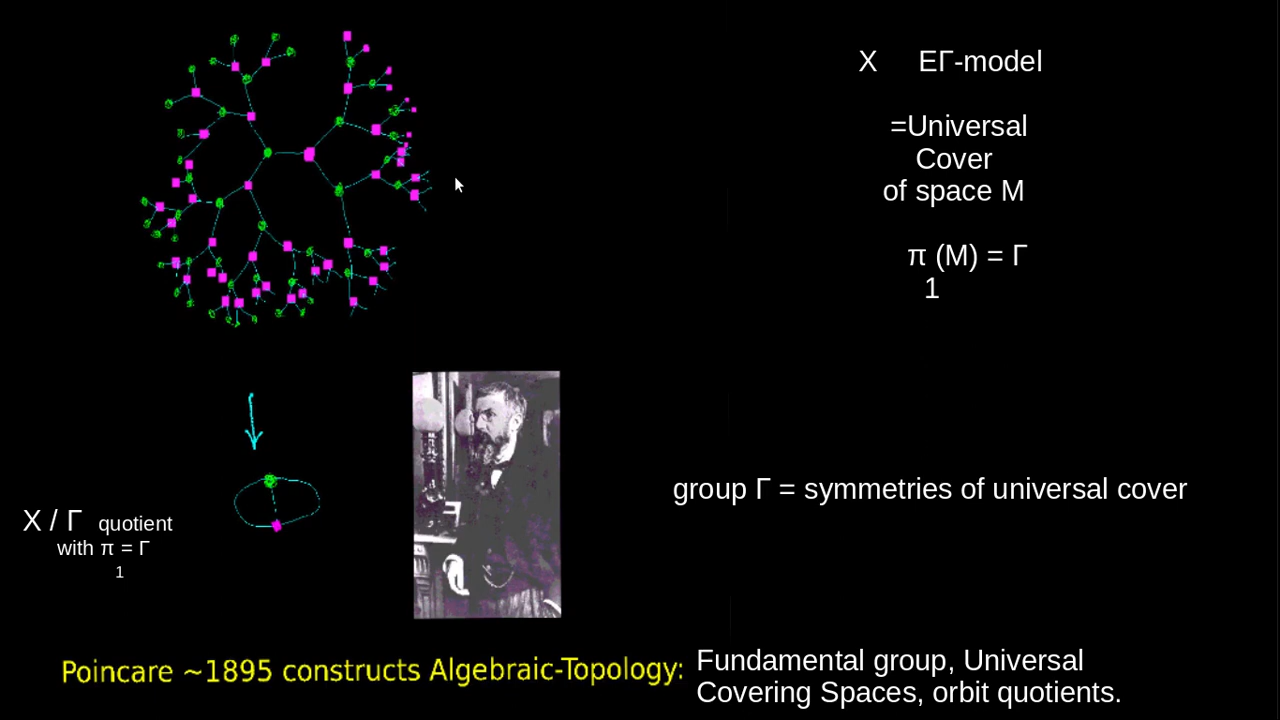 X EΓ-model
=Universal
Cover
of space M
π (M) = Γ
1
group Γ = symmetries of universal cover
X / Γ quotient
with π = Γ
1
Poincare ~1895 constructs Algebraic-Topology:
Fundamental group, Universal
Covering Spaces, orbit quotients.